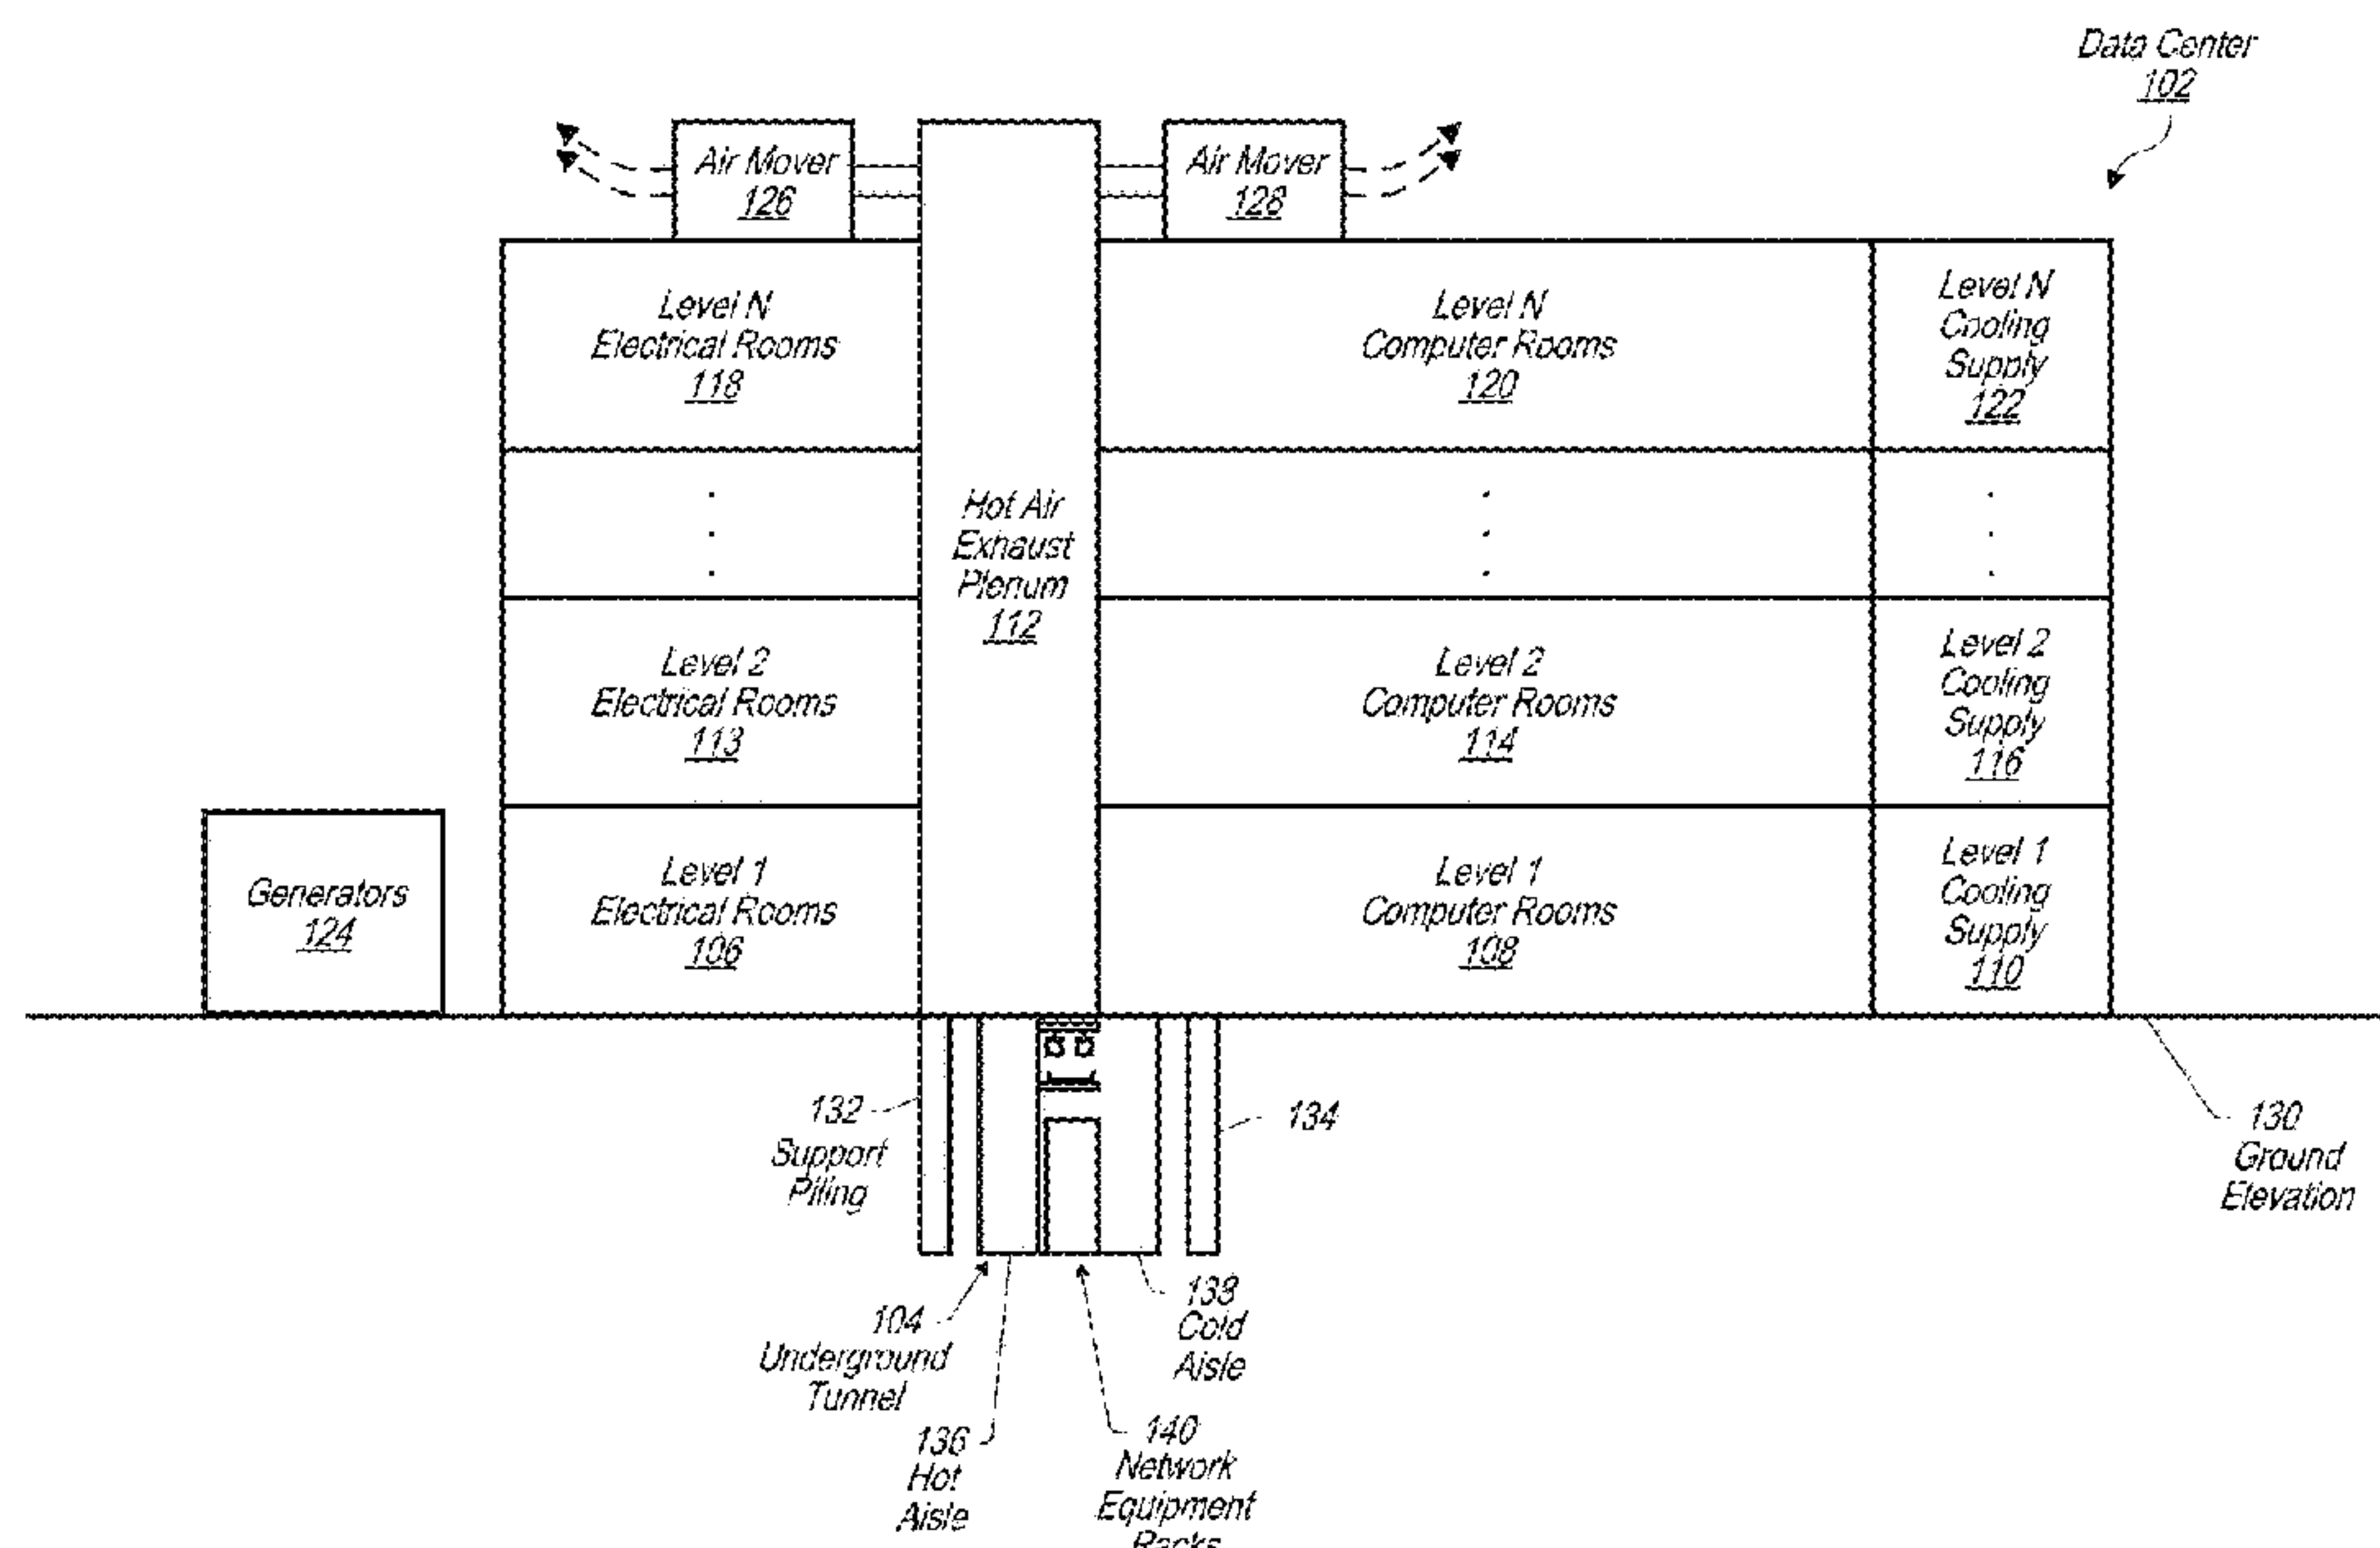 Data Center
102
Air Mover
126
Air Mover
128
Level N
Electrical Rooms
118
Level N
Computer Rooms
120
Level N
Cooling
Supply
122
Hot Air
Exhaust
Plenum
112
Level 2
Electrical Rooms
113
Level 2
Computer Rooms
114
Level 2
Cooling
Supply
116
Generators
124
Level 1
Electrical Rooms
106
Level 1
Computer Rooms
108
Level 1
Cooling
Supply
110
132
Support
Piling
134
130
Ground
Elevation
104
Underground
Tunnel
138
Cold
Aisle
136
Hot
Aisle
140
Network
Equipment
Racks